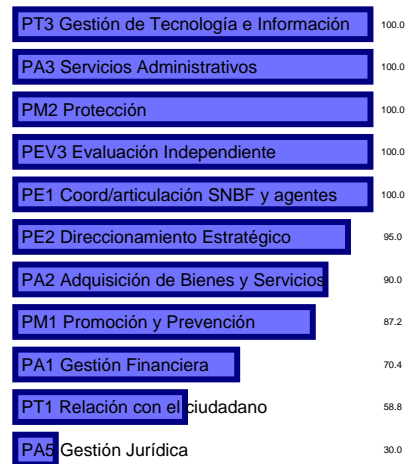 PT3 Gestión de Tecnología e Información 100.0
PA3 Servicios Administrativos 100.0
PM2 Protección 100.0
PEV3 Evaluación Independiente 100.0
PE1 Coord/articulación SNBF y agentes 100.0
PE2 Direccionamiento Estratégico 95.0
PA2 Adquisición de Bienes y Servicios 90.0
PM1 Promoción y Prevención 87.2
PA1 Gestión Financiera 70.4
PT1 Relación con el ciudadano 58.8
PA5 Gestión Jurídica 30.0